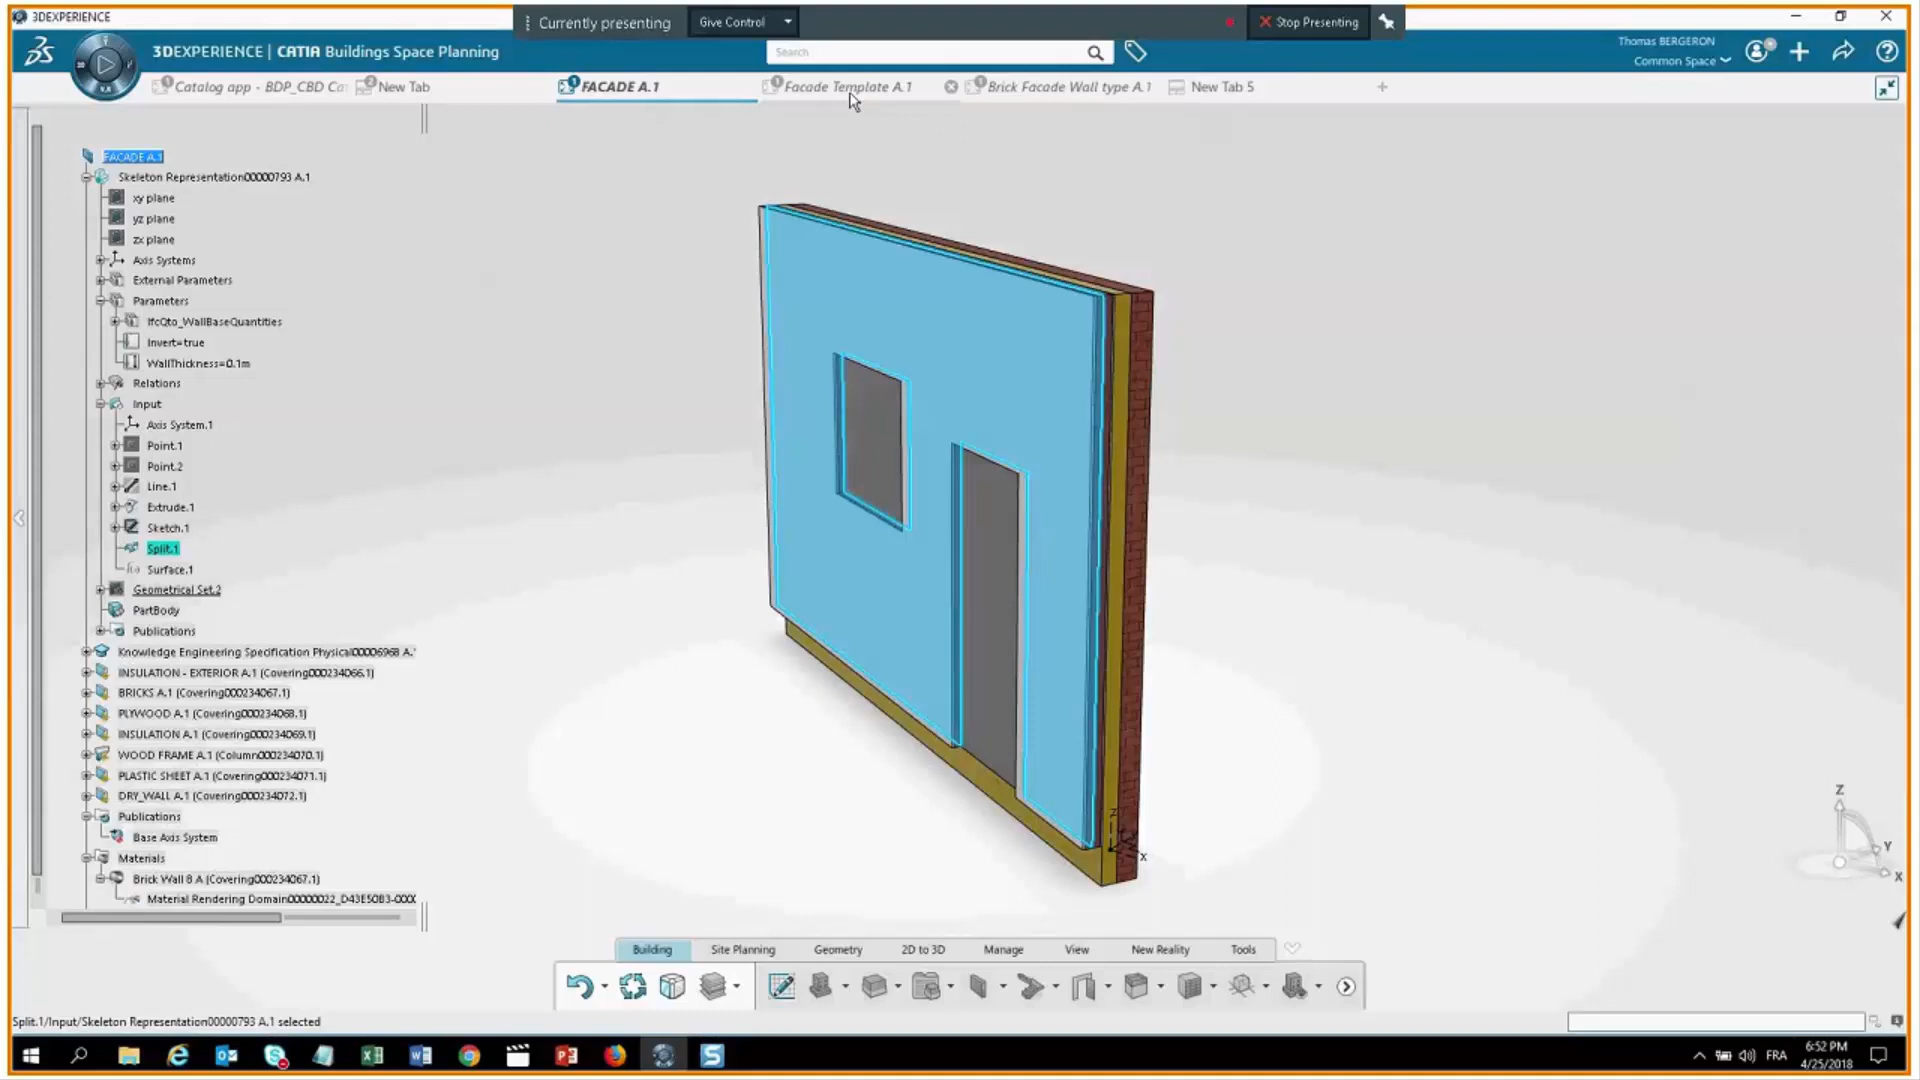 3DEXPERIENCE
Currently presenting
Give Control
Stop Presenting
3DEXPERIENCE | CATIA Buildings Space Planning
Search
Thomas BERGERON
Common Space
Catalog app - BDP_CBD Ca
New Tab
FACADE A.1
Facade Template A.1
Brick Facade Wall type A.1
New Tab 5
FACADE A.1
Skeleton Representation00000793 A.1
xy plane
yz plane
zx plane
Axis Systems
External Parameters
Parameters
IfcQto_WallBaseQuantities
Invert=true
WallThickness=0.1m
Relations
Input
Axis System.1
Point.1
Point.2
Line.1
Extrude.1
Sketch.1
Split.1
Surface.1
Geometrical Set.2
PartBody
Publications
Knowledge Engineering Specification Physical00006968 A.
INSULATION - EXTERIOR A.1 (Covering000234066.1)
BRICKS A.1 (Covering000234067.1)
PLYWOOD A.1 (Covering000234068.1)
INSULATION A.1 (Covering000234069.1)
WOOD FRAME A.1 (Column000234070.1)
PLASTIC SHEET A.1 (Covering000234071.1)
DRY_WALL A.1 (Covering000234072.1)
Publications
Base Axis System
Materials
Brick Wall 8 A (Covering000234067.1)
Material Rendering Domain00000022_D43E50B3-000
Z
Y
X
z
x
Building
Site Planning
Geometry
2D to 3D
Manage
View
New Reality
Tools
Split.1/Input/Skeleton Representation00000793 A.1 selected
FRA
6:52 PM
4/25/2018